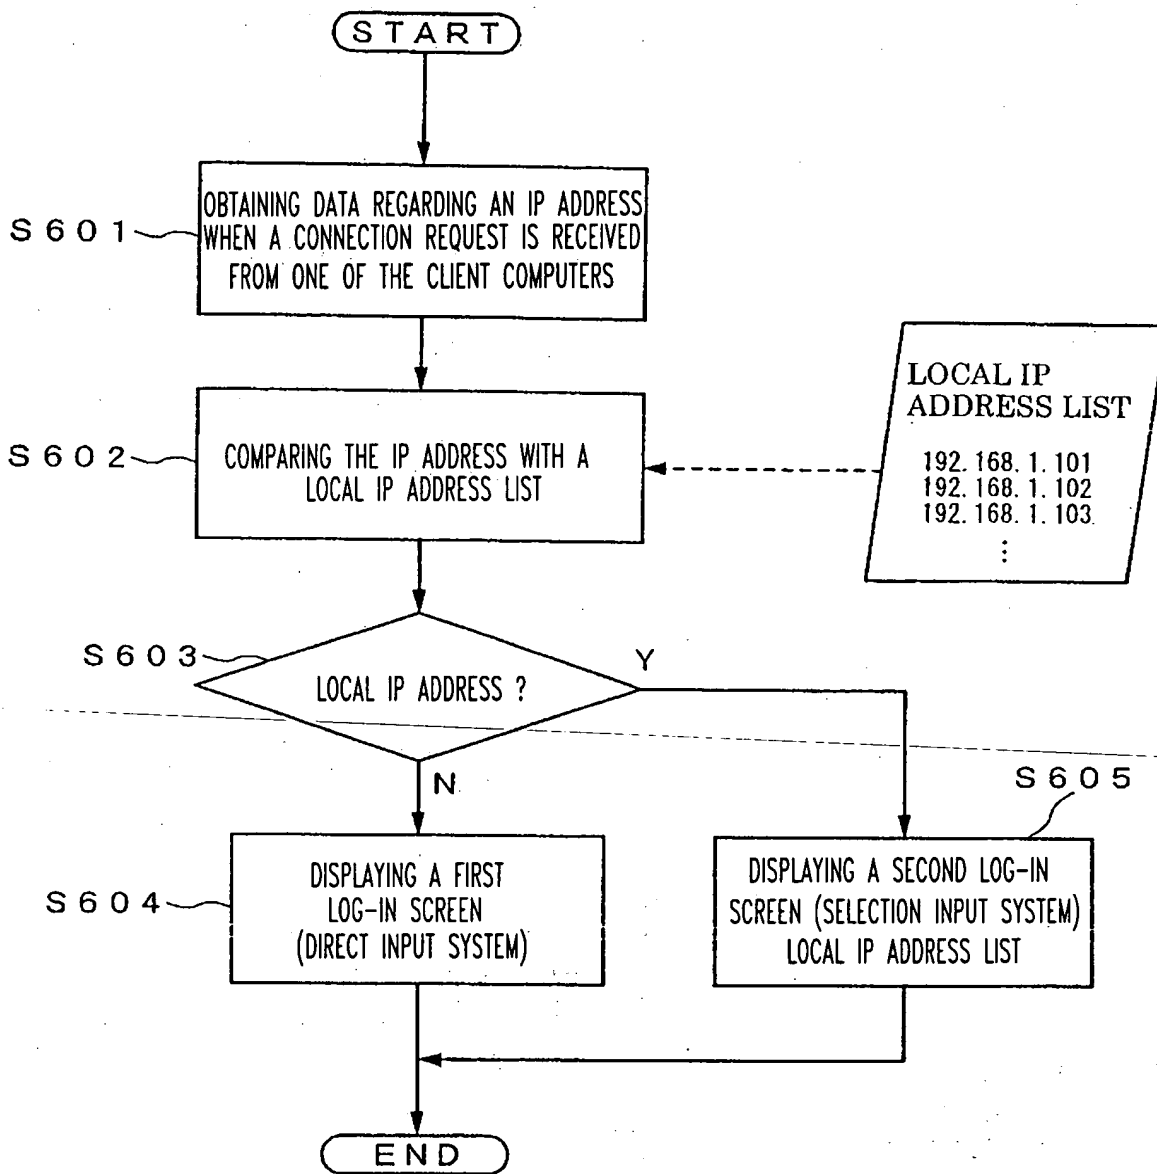 START
S601
OBTAINING DATA REGARDING AN IP ADDRESS
WHEN A CONNECTION REQUEST IS RECEIVED
FROM ONE OF THE CLIENT COMPUTERS
LOCAL IP
ADDRESS LIST
192.168.1.101
192.168.1.102
192.168.1.103
⋮
S602
COMPARING THE IP ADDRESS WITH A
LOCAL IP ADDRESS LIST
S603
LOCAL IP ADDRESS ?
Y
N
S604
DISPLAYING A FIRST
LOG-IN SCREEN
(DIRECT INPUT SYSTEM)
S605
DISPLAYING A SECOND LOG-IN
SCREEN (SELECTION INPUT SYSTEM)
LOCAL IP ADDRESS LIST
END